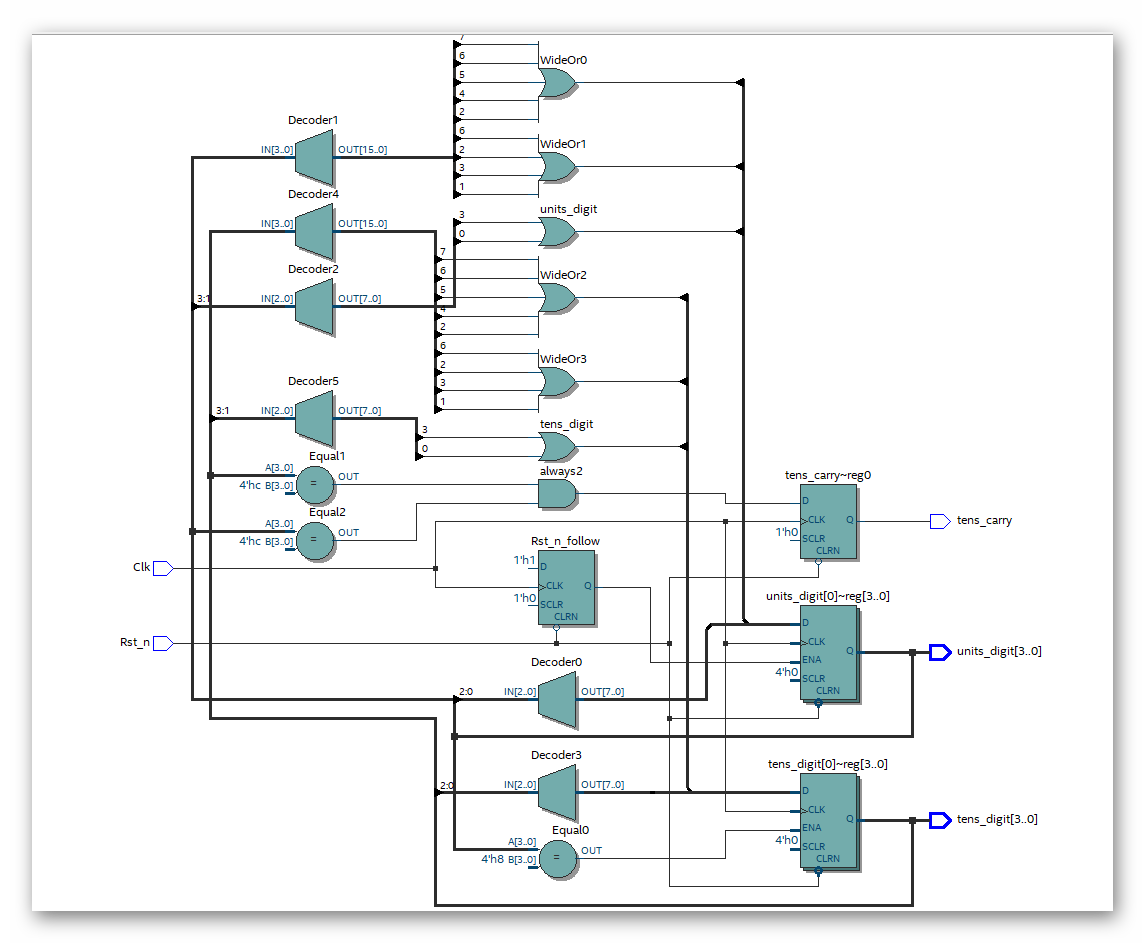 7
WideOr0
6
5
4
2
Decoder1
IN[3..0]
OUT[15..0]
6
WideOr1
2
3
1
Decoder4
IN[3..0]
OUT[15..0]
units_digit
3
0
Decoder2
3:1
IN[2..0]
OUT[7..0]
7
WideOr2
6
5
4
2
6
WideOr3
2
3
1
Decoder5
3:1
IN[2..0]
OUT[7..0]
tens_digit
3
0
Equal1
A[3..0]
4'hc B[3..0]
=
OUT
always2
Equal2
A[3..0]
4'hc B[3..0]
=
OUT
tens_carry~reg0
D
CLK
1'h0
SCLR
CLRN
Q
tens_carry
Clk
Rst_n_follow
1'h1
D
CLK
1'h0
SCLR
CLRN
Q
Rst_n
units_digit[0]~reg[3..0]
D
CLK
ENA
4'h0
SCLR
CLRN
Q
units_digit[3..0]
Decoder0
2:0
IN[2..0]
OUT[7..0]
Decoder3
2:0
IN[2..0]
OUT[7..0]
tens_digit[0]~reg[3..0]
D
CLK
ENA
4'h0
SCLR
CLRN
Q
tens_digit[3..0]
Equal0
A[3..0]
4'h8 B[3..0]
=
OUT